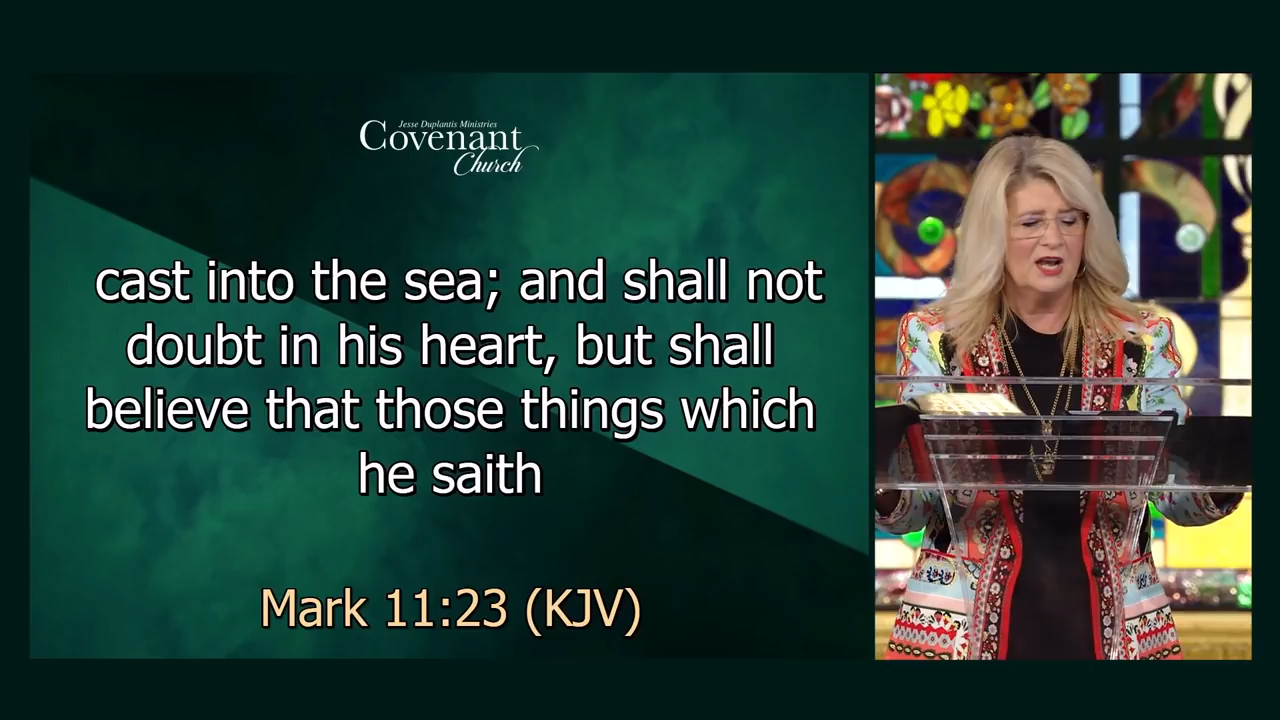 Jesse Duplantis Ministries
Covenant
Church
cast into the sea; and shall not
doubt in his heart, but shall
believe that those things which
he saith
Mark 11:23 (KJV)